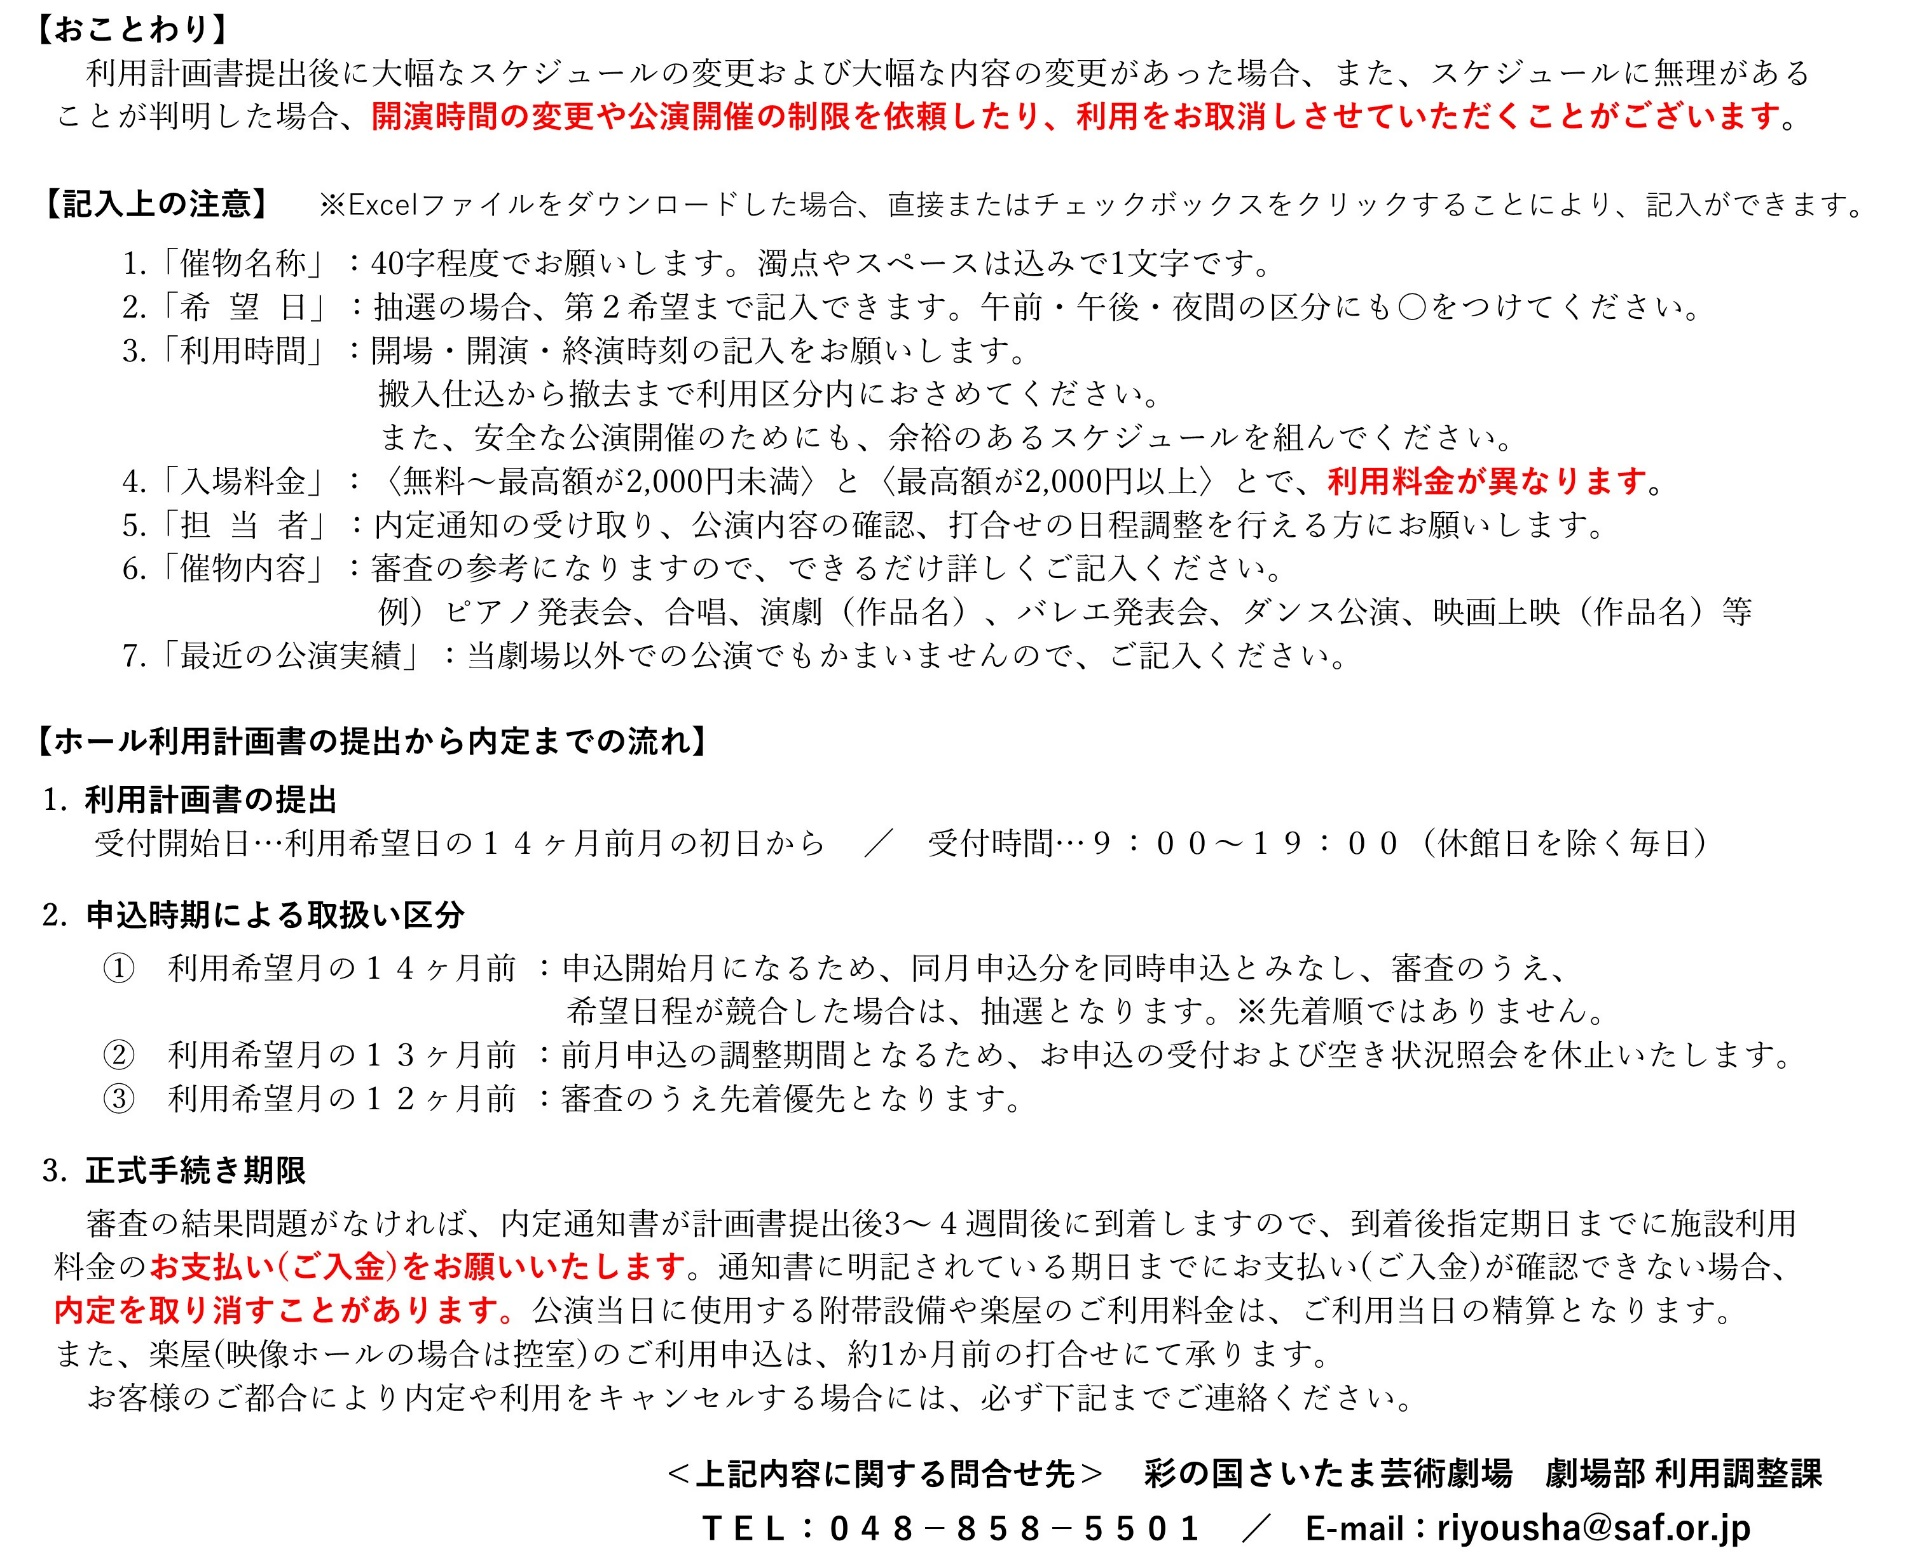 【おことわり】
利用計画書提出後に大幅なスケジュールの変更および大幅な内容の変更があった場合、また、スケジュールに無理がある
ことが判明した場合、開演時間の変更や公演開催の制限を依頼したり、利用をお取消しさせていただくことがございます。
【記入上の注意】　※Excelファイルをダウンロードした場合、直接またはチェックボックスをクリックすることにより、記入ができます。
1.「催物名称」：40字程度でお願いします。濁点やスペースは込みで1文字です。
2.「希 望 日」：抽選の場合、第２希望まで記入できます。午前・午後・夜間の区分にも〇をつけてください。
3.「利用時間」：開場・開演・終演時刻の記入をお願いします。
搬入仕込から撤去まで利用区分内におさめてください。
また、安全な公演開催のためにも、余裕のあるスケジュールを組んでください。
4.「入場料金」：〈無料～最高額が2,000円未満〉と〈最高額が2,000円以上〉とで、利用料金が異なります。
5.「担 当 者」：内定通知の受け取り、公演内容の確認、打合せの日程調整を行える方にお願いします。
6.「催物内容」：審査の参考になりますので、できるだけ詳しくご記入ください。
例）ピアノ発表会、合唱、演劇（作品名）、バレエ発表会、ダンス公演、映画上映（作品名）等
7.「最近の公演実績」：当劇場以外での公演でもかまいませんので、ご記入ください。
【ホール利用計画書の提出から内定までの流れ】
1. 利用計画書の提出
受付開始日…利用希望日の１４ヶ月前月の初日から　／　受付時間…９：００～１９：００（休館日を除く毎日）
2. 申込時期による取扱い区分
①　利用希望月の１４ヶ月前 ：申込開始月になるため、同月申込分を同時申込とみなし、審査のうえ、
希望日程が競合した場合は、抽選となります。※先着順ではありません。
②　利用希望月の１３ヶ月前 ：前月申込の調整期間となるため、お申込の受付および空き状況照会を休止いたします。
③　利用希望月の１２ヶ月前 ：審査のうえ先着優先となります。
3. 正式手続き期限
審査の結果問題がなければ、内定通知書が計画書提出後3～４週間後に到着しますので、到着後指定期日までに施設利用
料金のお支払い(ご入金)をお願いいたします。通知書に明記されている期日までにお支払い(ご入金)が確認できない場合、
内定を取り消すことがあります。公演当日に使用する附帯設備や楽屋のご利用料金は、ご利用当日の精算となります。
また、楽屋(映像ホールの場合は控室)のご利用申込は、約1か月前の打合せにて承ります。
お客様のご都合により内定や利用をキャンセルする場合には、必ず下記までご連絡ください。
＜上記内容に関する問合せ先＞　彩の国さいたま芸術劇場　劇場部 利用調整課
ＴＥＬ：０４８－８５８－５５０１　／　E-mail：riyousha@saf.or.jp